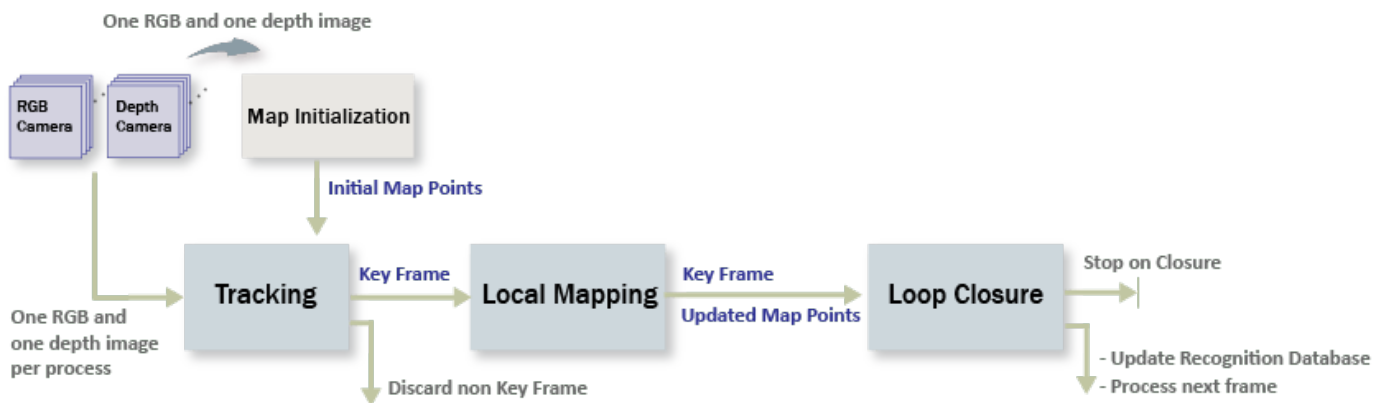 One RGB and one depth image
RGB
Camera
Depth
Camera
Map Initialization
Initial Map Points
Tracking
Key Frame
Local Mapping
Key Frame
Updated Map Points
Loop Closure
Stop on Closure
One RGB and
one depth image
per process
Discard non Key Frame
- Update Recognition Database
- Process next frame